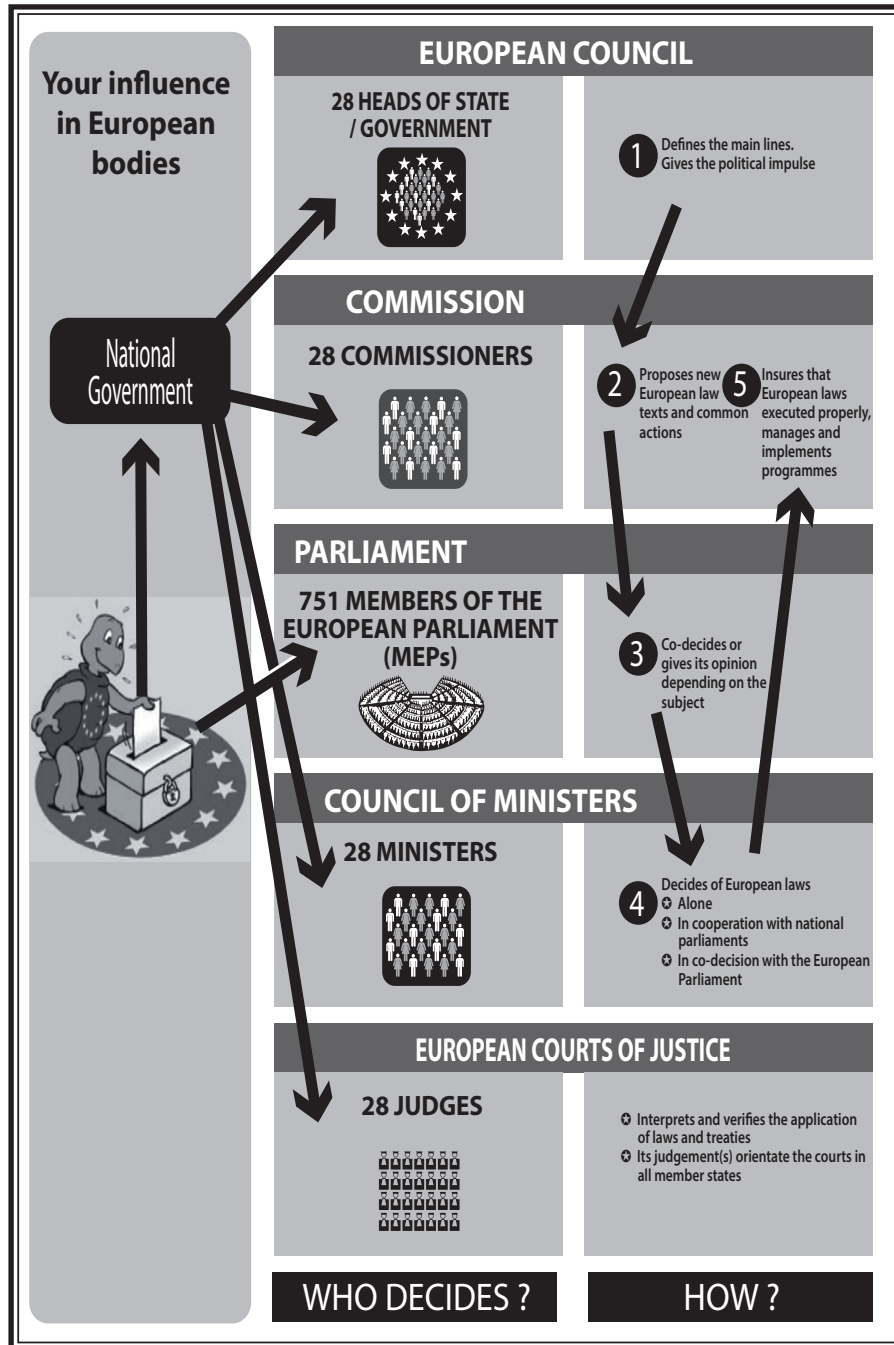 Your influence
in European
bodies
National
Government
EUROPEAN COUNCIL
28 HEADS OF STATE
/ GOVERNMENT
1
Defines the main lines.
Gives the political impulse
COMMISSION
28 COMMISSIONERS
2
Proposes new
European law
texts and common
actions
5
Insures that
European laws
executed properly,
manages and
implements
programmes
PARLIAMENT
751 MEMBERS OF THE
EUROPEAN PARLIAMENT
(MEPs)
3
Co-decides or
gives its opinion
depending on the
subject
COUNCIL OF MINISTERS
28 MINISTERS
4
Decides of European laws
✪ Alone
✪ In cooperation with national
parliaments
✪ In co-decision with the European
Parliament
EUROPEAN COURTS OF JUSTICE
28 JUDGES
✪ Interprets and verifies the application
of laws and treaties
✪ Its judgement(s) orientate the courts in
all member states
WHO DECIDES ?
HOW ?